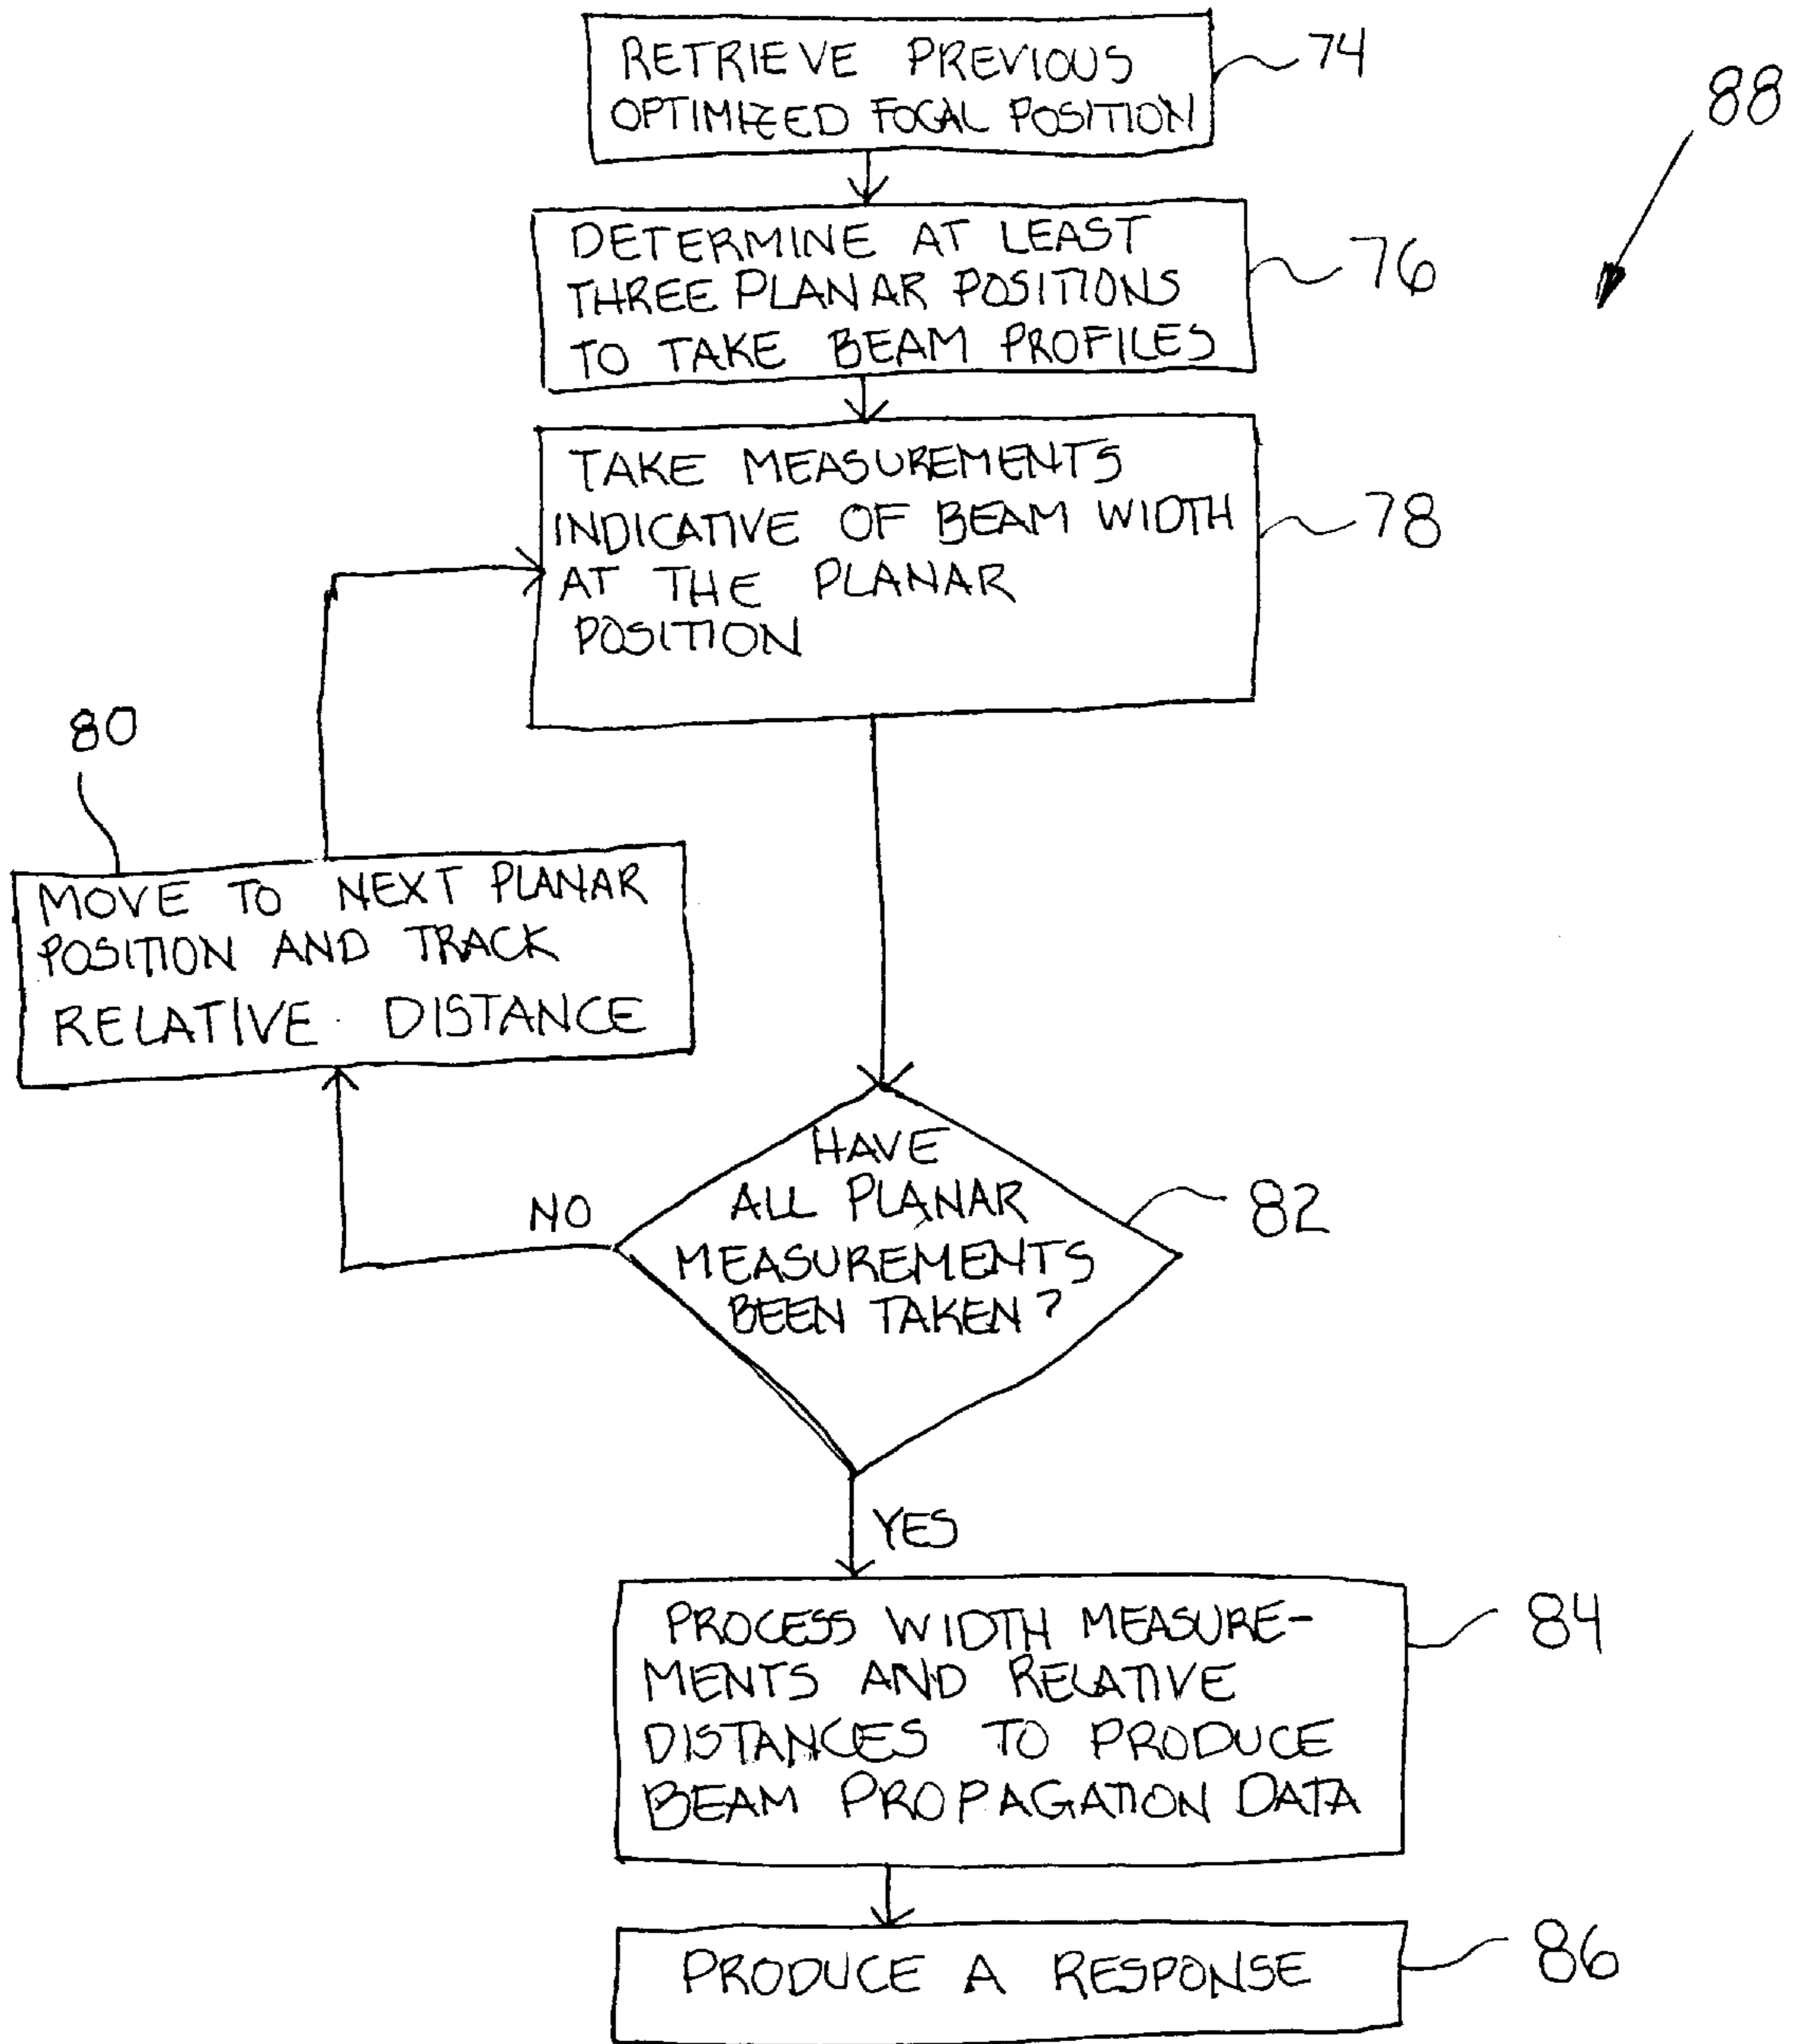 RETRIEVE PREVIOUS
OPTIMIZED FOCAL POSITION
74
88
DETERMINE AT LEAST
THREE PLANAR POSITIONS
TO TAKE BEAM PROFILES
76
TAKE MEASUREMENTS
INDICATIVE OF BEAM WIDTH
AT THE PLANAR
POSITION
78
80
MOVE TO NEXT PLANAR
POSITION AND TRACK
RELATIVE DISTANCE
HAVE
ALL PLANAR
MEASUREMENTS
BEEN TAKEN?
82
NO
YES
PROCESS WIDTH MEASURE-
MENTS AND RELATIVE
DISTANCES TO PRODUCE
BEAM PROPAGATION DATA
84
PRODUCE A RESPONSE
86